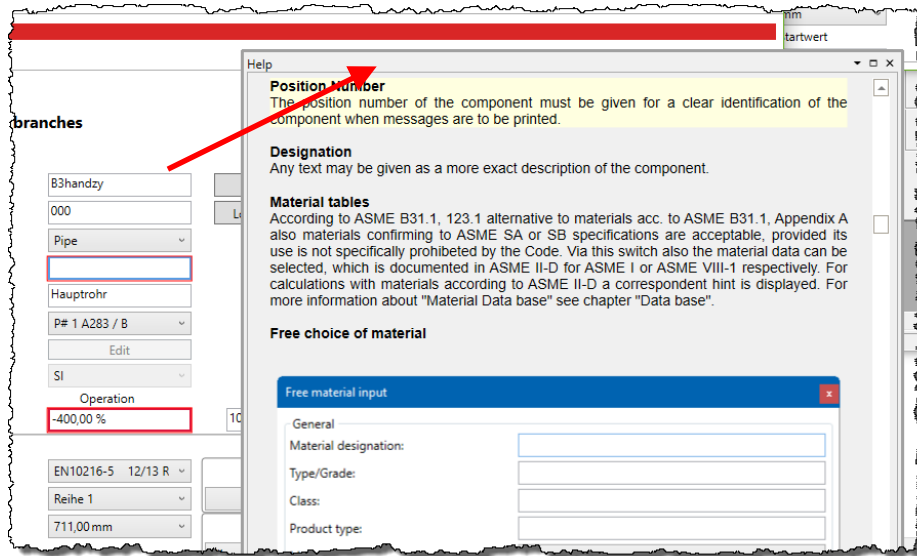 mm
tartwert
Help
Position Number
The position number of the component must be given for a clear identification of the
component when messages are to be printed.
branches
Designation
Any text may be given as a more exact description of the component.
B3handzy
Material tables
000
According to ASME B31.1, 123.1 alternative to materials acc. to ASME B31.1, Appendix A
also materials confirming to ASME SA or SB specifications are acceptable, provided its
Pipe
use is not specifically prohibeted by the Code. Via this switch also the material data can be
selected, which is documented in ASME II-D for ASME I or ASME VIII-1 respectively. For
calculations with materials according to ASME II-D a correspondent hint is displayed. For
more information about "Material Data base" see chapter "Data base".
Hauptrohr
P# 1 A283 / B
Free choice of material
Edit
SI
Free material input
Operation
-400,00 %
10
General
Material designation:
EN10216-5 12/13 R
Type/Grade:
Reihe 1
Class:
711,00 mm
Product type: